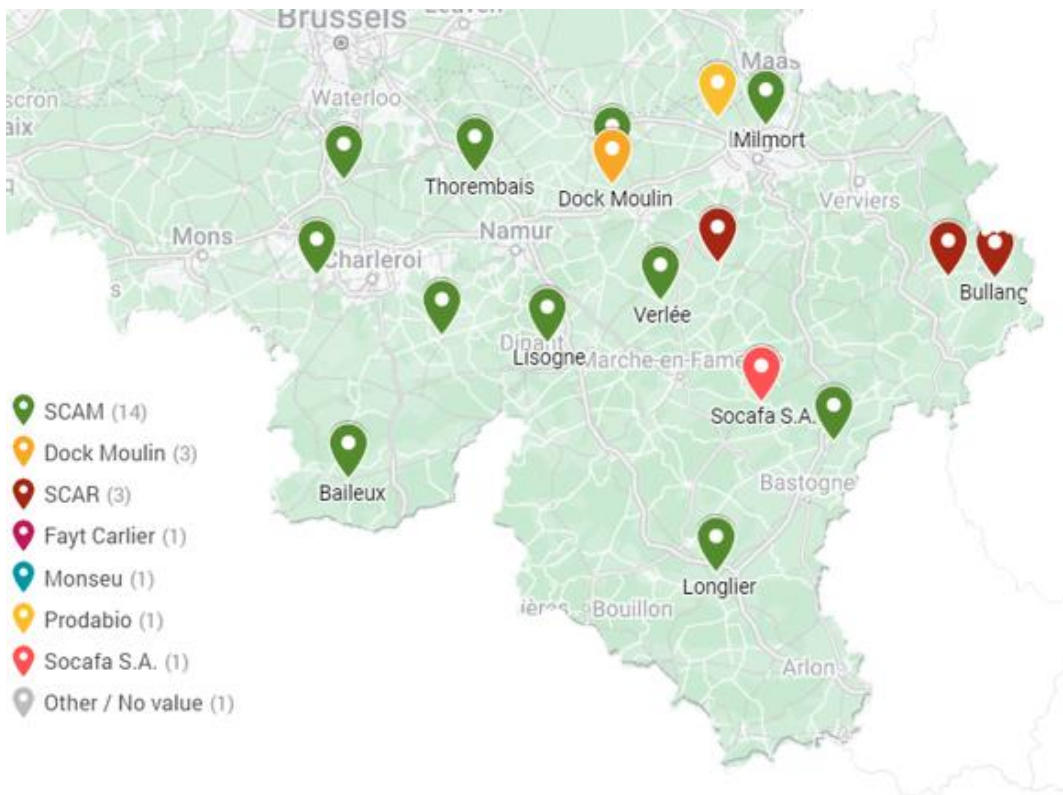 Brussels
Maas
scron
Waterloo
aix
Milmort
Thorembais
Dock Moulin
Verviers
Mons
Namur
Charleroi
s
Bullang
Verlée
Dinant
Lisogne
Marche-en-Fame
Socafa S.A.
SCAM (14)
Dock Moulin (3)
SCAR (3)
Fayt Carlier (1)
Monseu (1)
Prodabio (1)
Socafa S.A. (1)
Other / No value (1)
Baileux
Bastogne
Longlier
ières
Bouillon
Arlon